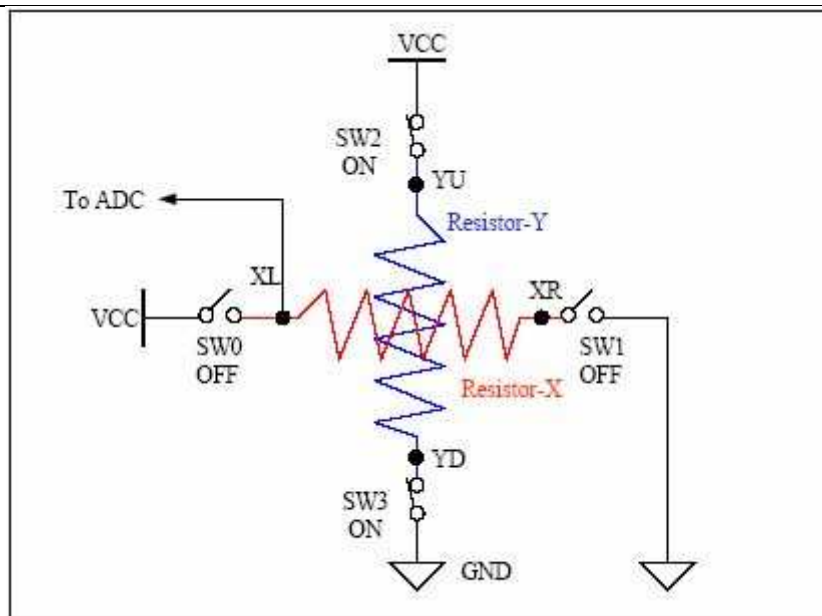 VCC
SW2
ON
YU
To ADC
Resistor-Y
XL
XR
VCC
SW0
OFF
SW1
OFF
Resistor-X
YD
SW3
ON
GND